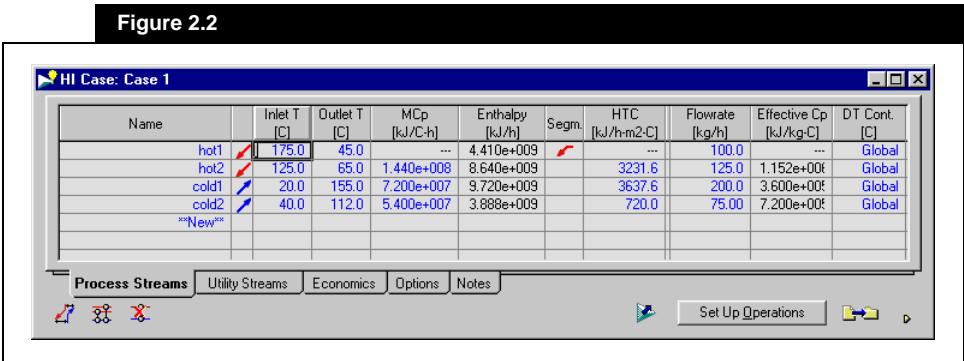 Figure 2.2
HI Case: Case 1
Name Inlet T [C] Outlet T [C] MCp [kJ/C-h] Enthalpy [kJ/h] Segm. HTC [kJ/h-m2-C] Flowrate [kg/h] Effective Cp [kJ/kg-C] DT Cont. [C]
hot1 175.0 45.0 --- 4.410e+009 --- 100.0 --- Global
hot2 125.0 65.0 1.440e+008 8.640e+009 3231.6 125.0 1.152e+00 Global
cold1 20.0 155.0 7.200e+007 9.720e+009 3637.6 200.0 3.600e+00 Global
cold2 40.0 112.0 5.400e+007 3.888e+009 720.0 75.00 7.200e+00 Global
**New**
Process Streams Utility Streams Economics Options Notes
Set Up Operations